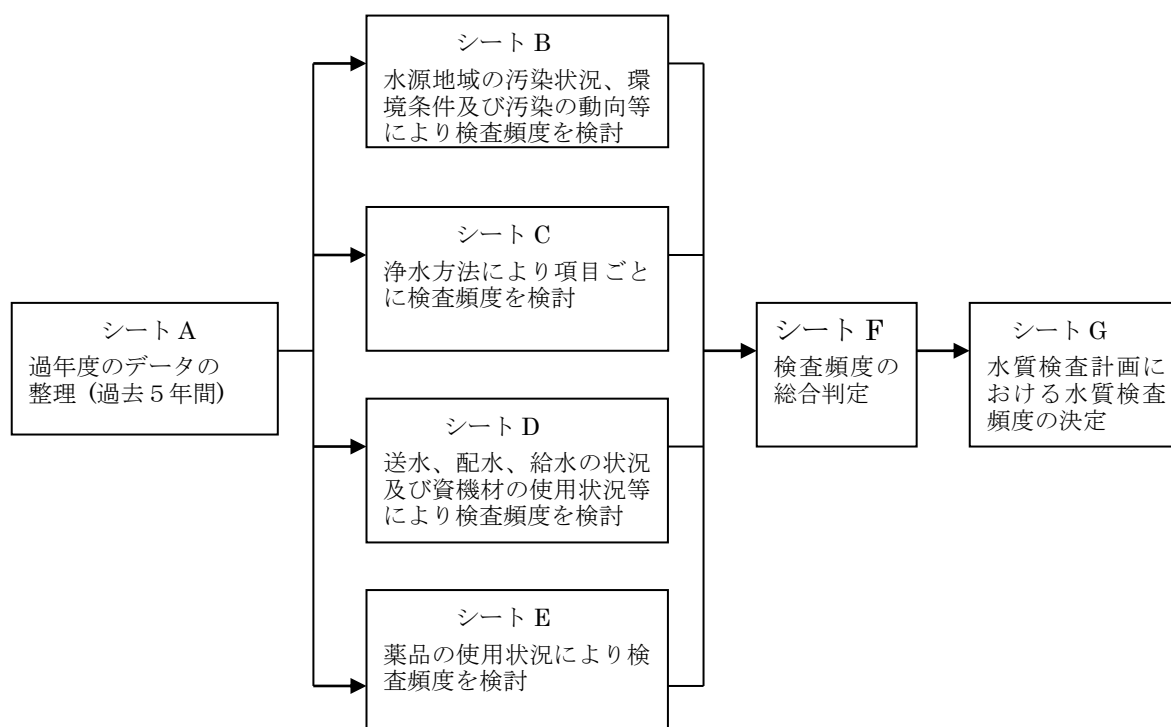 シート A
過年度のデータの
整理 (過去５年間)
シート B
水源地域の汚染状況、環
境条件及び汚染の動向等
により検査頻度を検討
シート C
浄水方法により項目ごと
に検査頻度を検討
シート D
送水、配水、給水の状況
及び資機材の使用状況等
により検査頻度を検討
シート E
薬品の使用状況により検
査頻度を検討
シート F
検査頻度の
総合判定
シート G
水質検査計画に
おける水質検査
頻度の決定